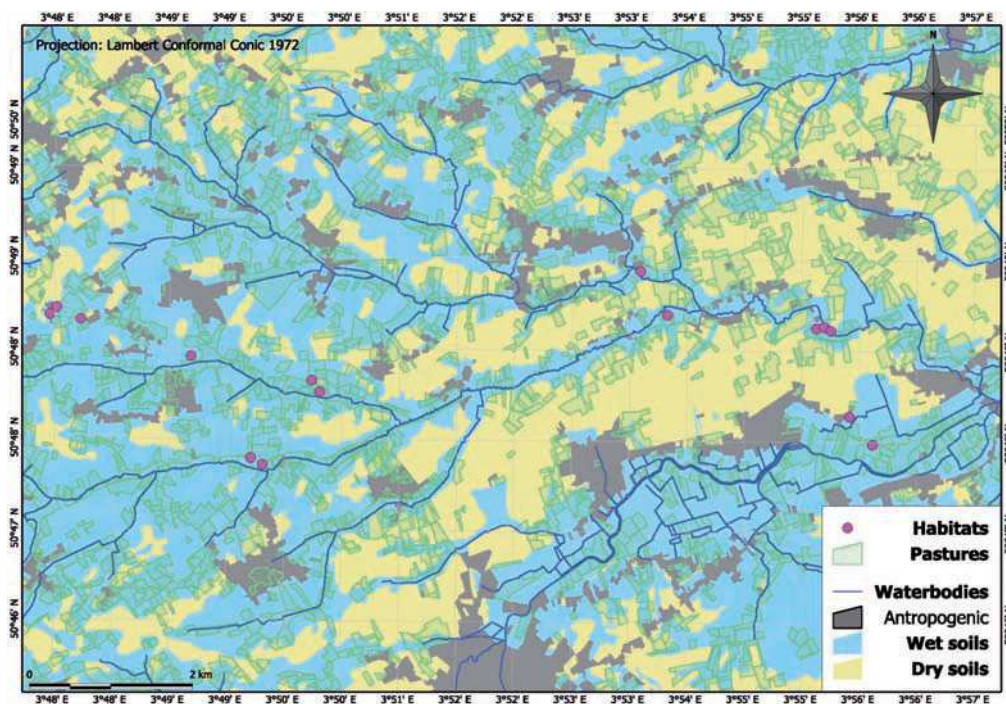 3°48' E 3°48' E 3°49' E 3°49' E 3°50' E 3°50' E 3°51' E 3°52' E 3°52' E 3°53' E 3°53' E 3°54' E 3°55' E 3°55' E 3°56' E 3°56' E 3°57' E
Projection: Lambert Conformal Conic 1972
N
50°50' N
50°49' N
50°49' N
50°48' N
50°48' N
50°47' N
50°46' N
Habitats
Pastures
Waterbodies
Antropogenic
Wet soils
Dry soils
0 2 km
3°48' E 3°48' E 3°49' E 3°49' E 3°50' E 3°50' E 3°51' E 3°52' E 3°52' E 3°53' E 3°53' E 3°54' E 3°55' E 3°55' E 3°56' E 3°56' E 3°57' E